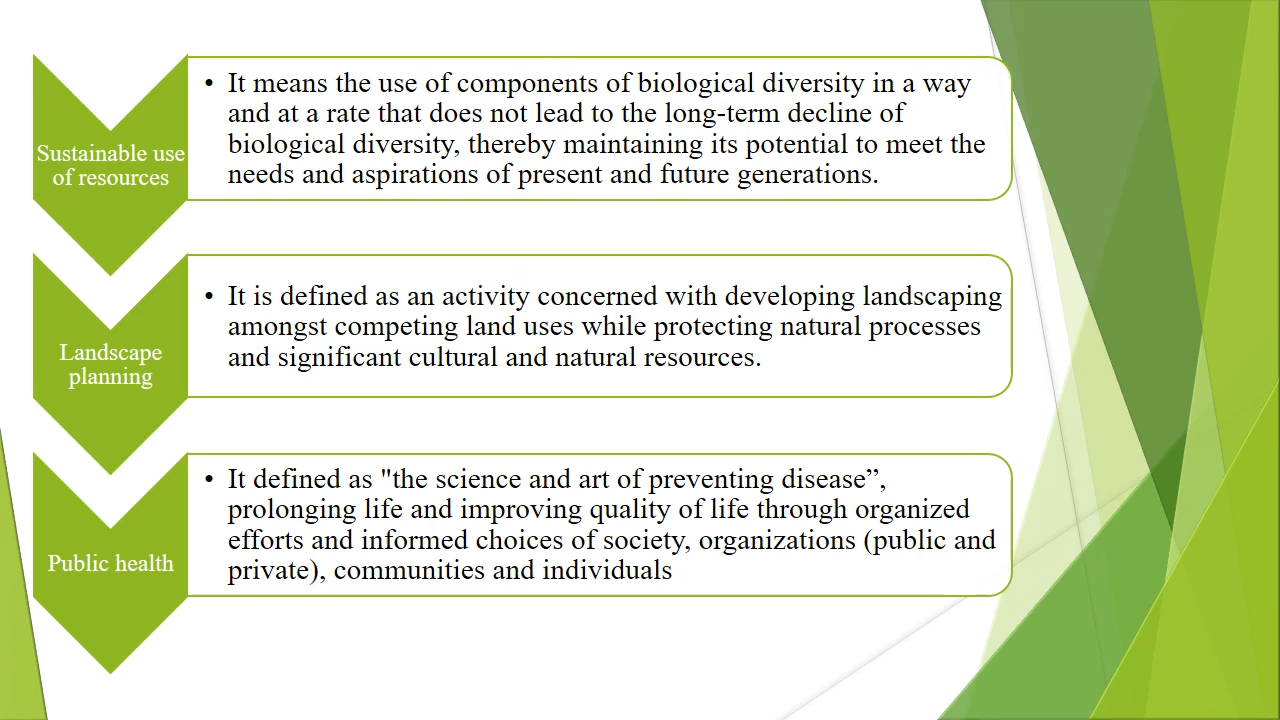 Sustainable use
of resources
• It means the use of components of biological diversity in a way
and at a rate that does not lead to the long-term decline of
biological diversity, thereby maintaining its potential to meet the
needs and aspirations of present and future generations.
Landscape
planning
• It is defined as an activity concerned with developing landscaping
amongst competing land uses while protecting natural processes
and significant cultural and natural resources.
Public health
• It defined as "the science and art of preventing disease”,
prolonging life and improving quality of life through organized
efforts and informed choices of society, organizations (public and
private), communities and individuals